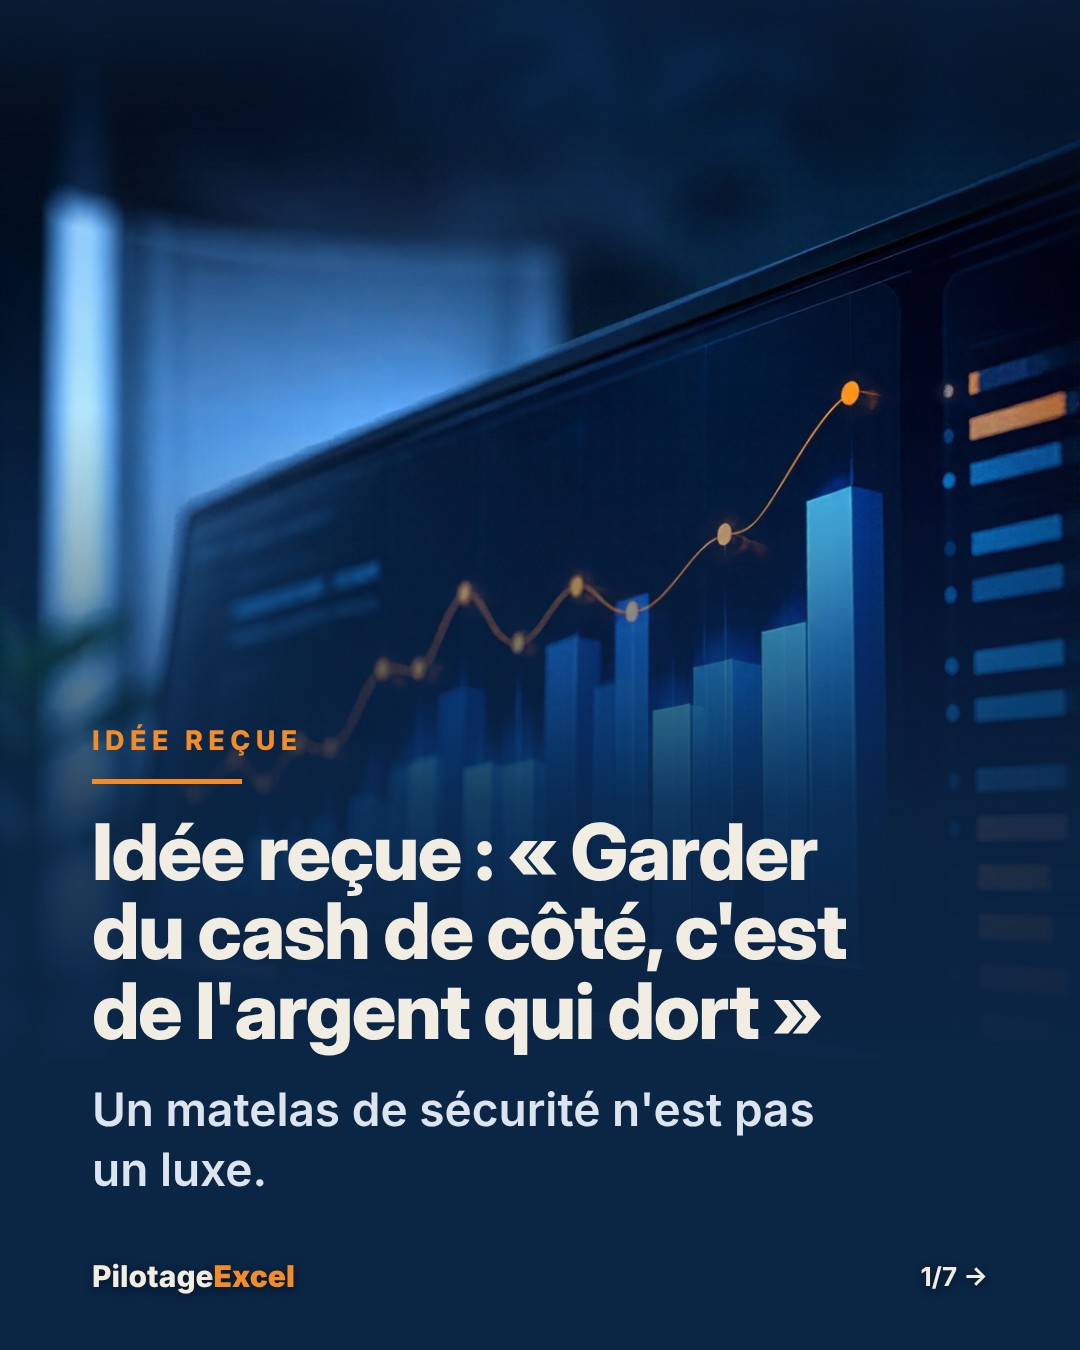 IDÉE REÇUE
Idée reçue : « Garder
du cash de côté, c'est
de l'argent qui dort »
Un matelas de sécurité n'est pas
un luxe.
PilotageExcel
1/7 →